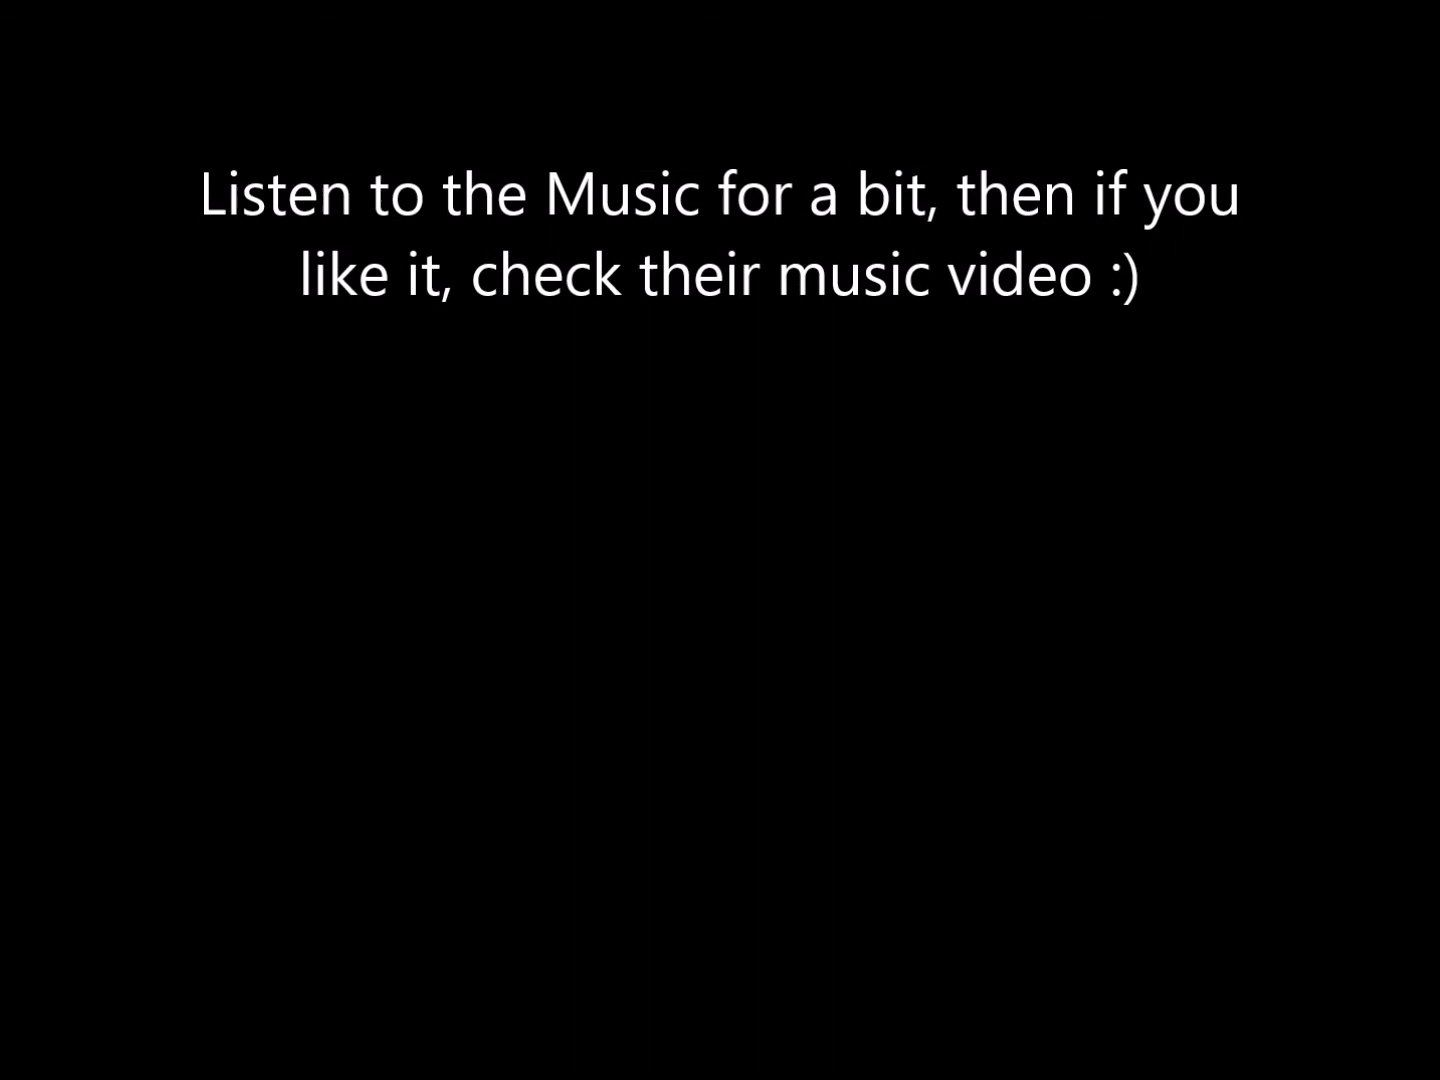 Listen to the Music for a bit, then if you
like it, check their music video :)